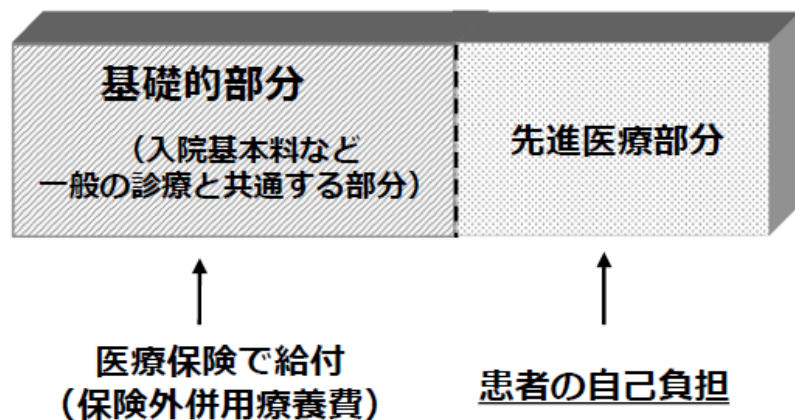 基礎的部分
（入院基本料など
一般の診療と共通する部分）
先進医療部分
医療保険で給付
（保険外併用療養費）
患者の自己負担